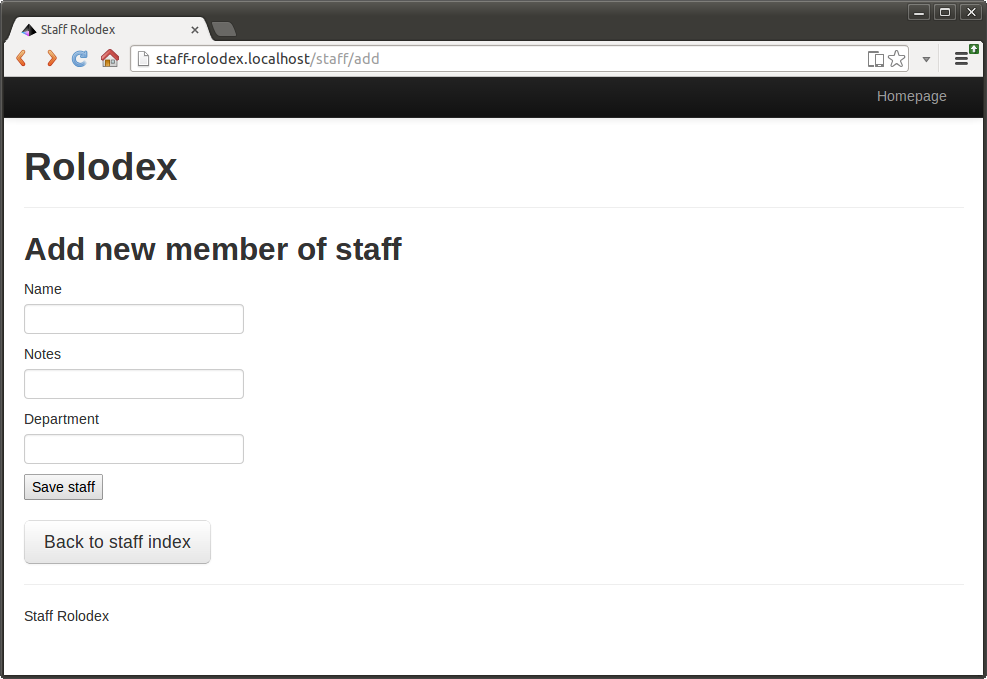 Staff Rolodex
staff-rolodex.localhost/staff/add
Homepage
Rolodex
Add new member of staff
Name
Notes
Department
Save staff
Back to staff index
Staff Rolodex